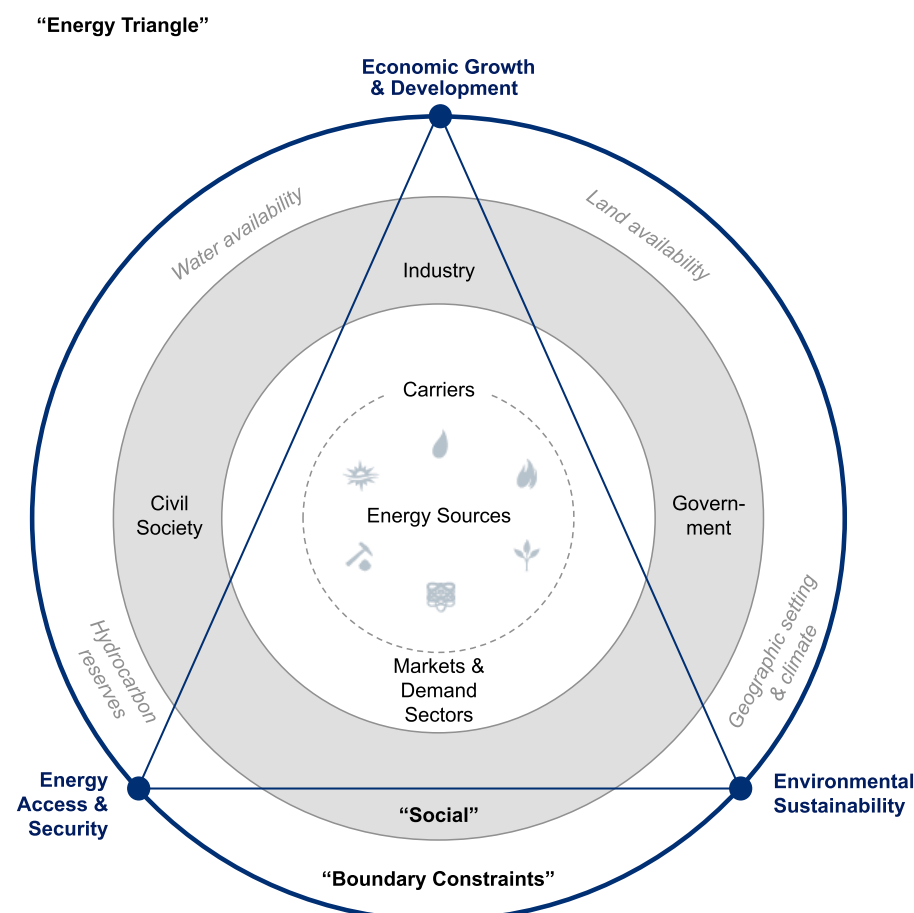 “Energy Triangle”
Economic Growth
& Development
Water availability
Land availability
Industry
Carriers
Civil
Society
Energy Sources
Govern-
ment
Hydrocarbon
reserves
Geographic setting
& climate
Markets &
Demand
Sectors
Energy
Access &
Security
Environmental
Sustainability
“Social”
“Boundary Constraints”